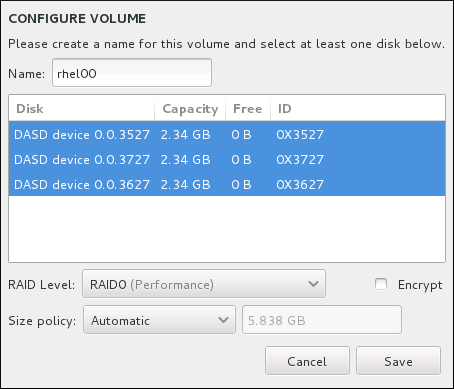 CONFIGURE VOLUME
Please create a name for this volume and select at least one disk below.
Name: rhel00
Disk Capacity Free ID
DASD device 0.0.3527 2.34 GB 0 B 0X3527
DASD device 0.0.3727 2.34 GB 0 B 0X3727
DASD device 0.0.3627 2.34 GB 0 B 0X3627
RAID Level: RAID0 (Performance) Encrypt
Size policy: Automatic 5.838 GB
Cancel Save